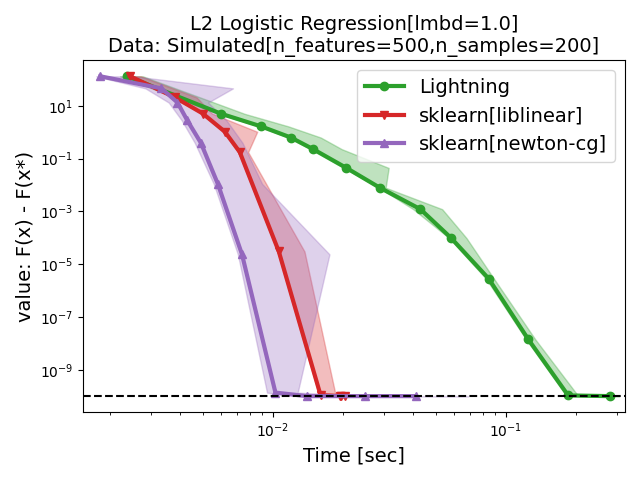 L2 Logistic Regression[lmbd=1.0]
Data: Simulated[n_features=500,n_samples=200]
Lightning
sklearn[liblinear]
sklearn[newton-cg]
value: F(x) - F(x*)
10¹
10⁻¹
10⁻³
10⁻⁵
10⁻⁷
10⁻⁹
10⁻²
10⁻¹
Time [sec]